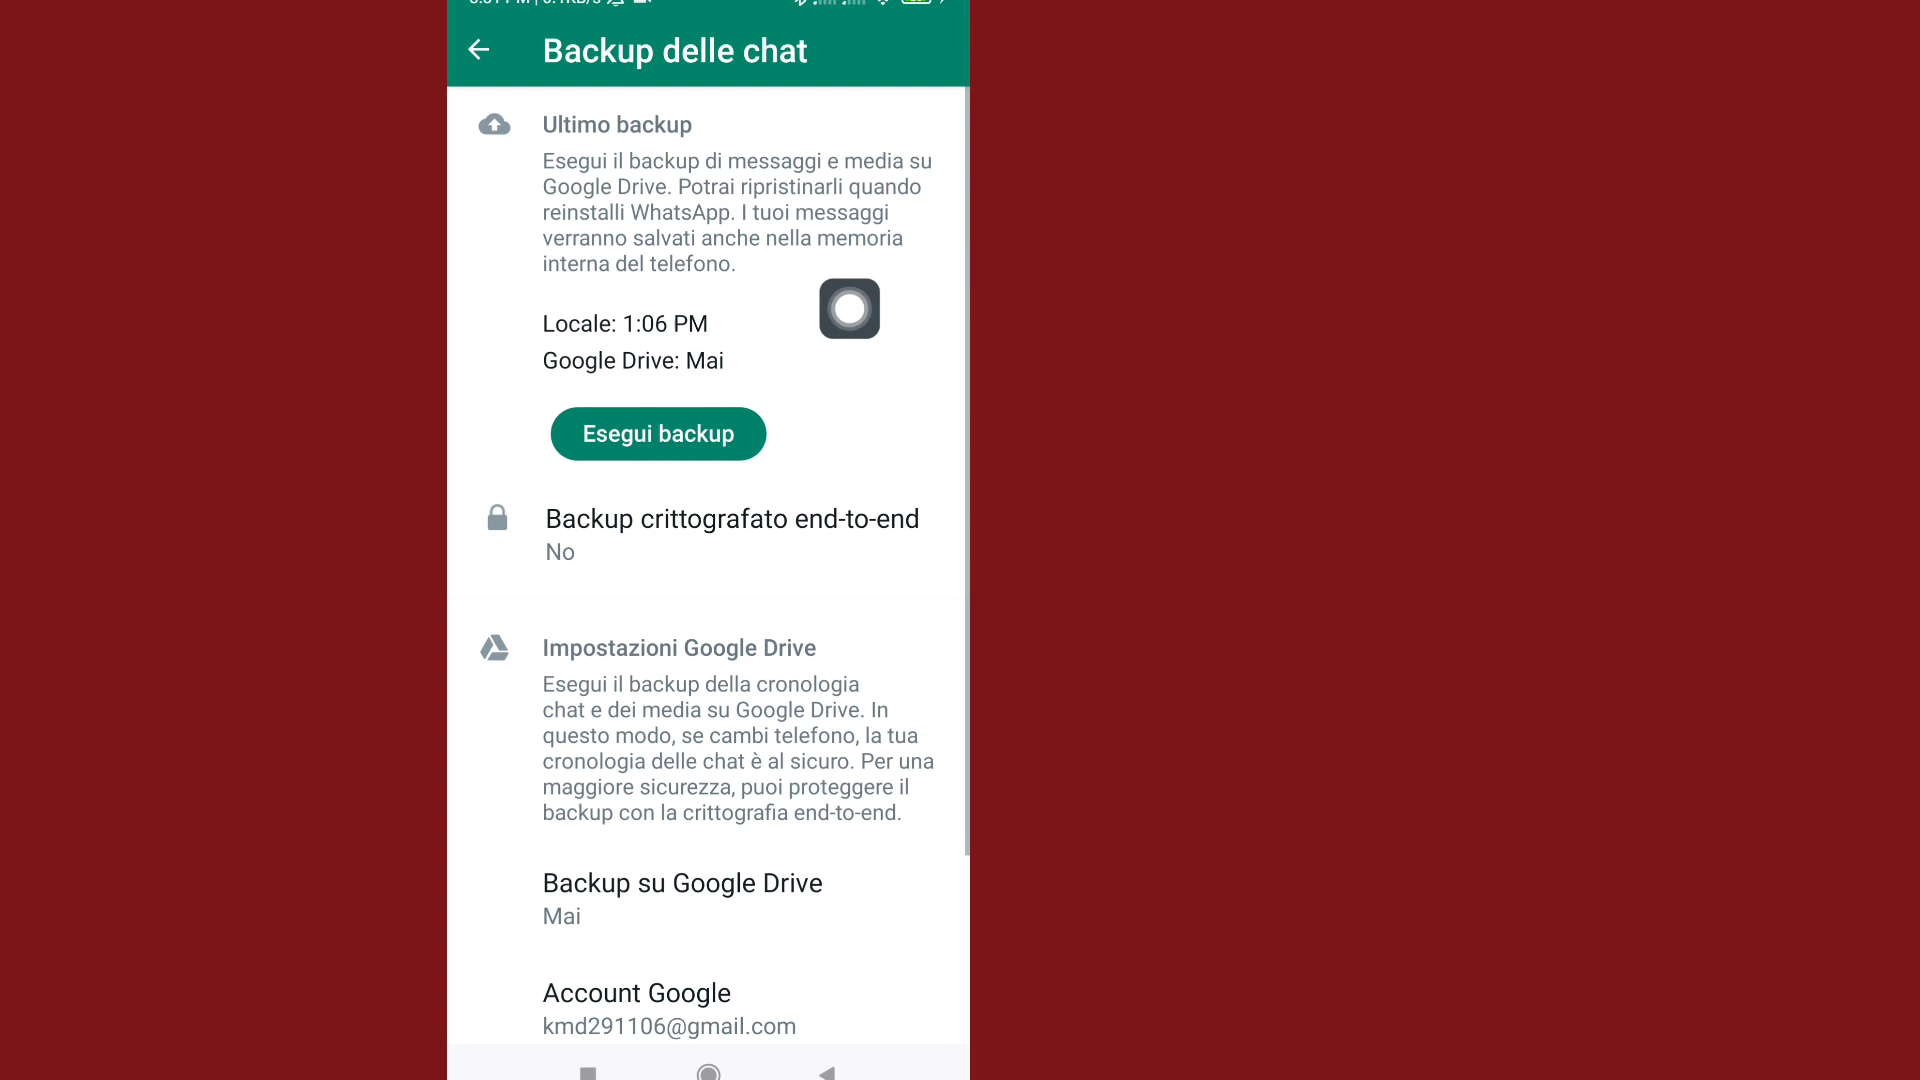 Backup delle chat
Ultimo backup
Esegui il backup di messaggi e media su
Google Drive. Potrai ripristinarli quando
reinstalli WhatsApp. I tuoi messaggi
verranno salvati anche nella memoria
interna del telefono.
Locale: 1:06 PM
Google Drive: Mai
Esegui backup
Backup crittografato end-to-end
No
Impostazioni Google Drive
Esegui il backup della cronologia
chat e dei media su Google Drive. In
questo modo, se cambi telefono, la tua
cronologia delle chat è al sicuro. Per una
maggiore sicurezza, puoi proteggere il
backup con la crittografia end-to-end.
Backup su Google Drive
Mai
Account Google
kmd291106@gmail.com